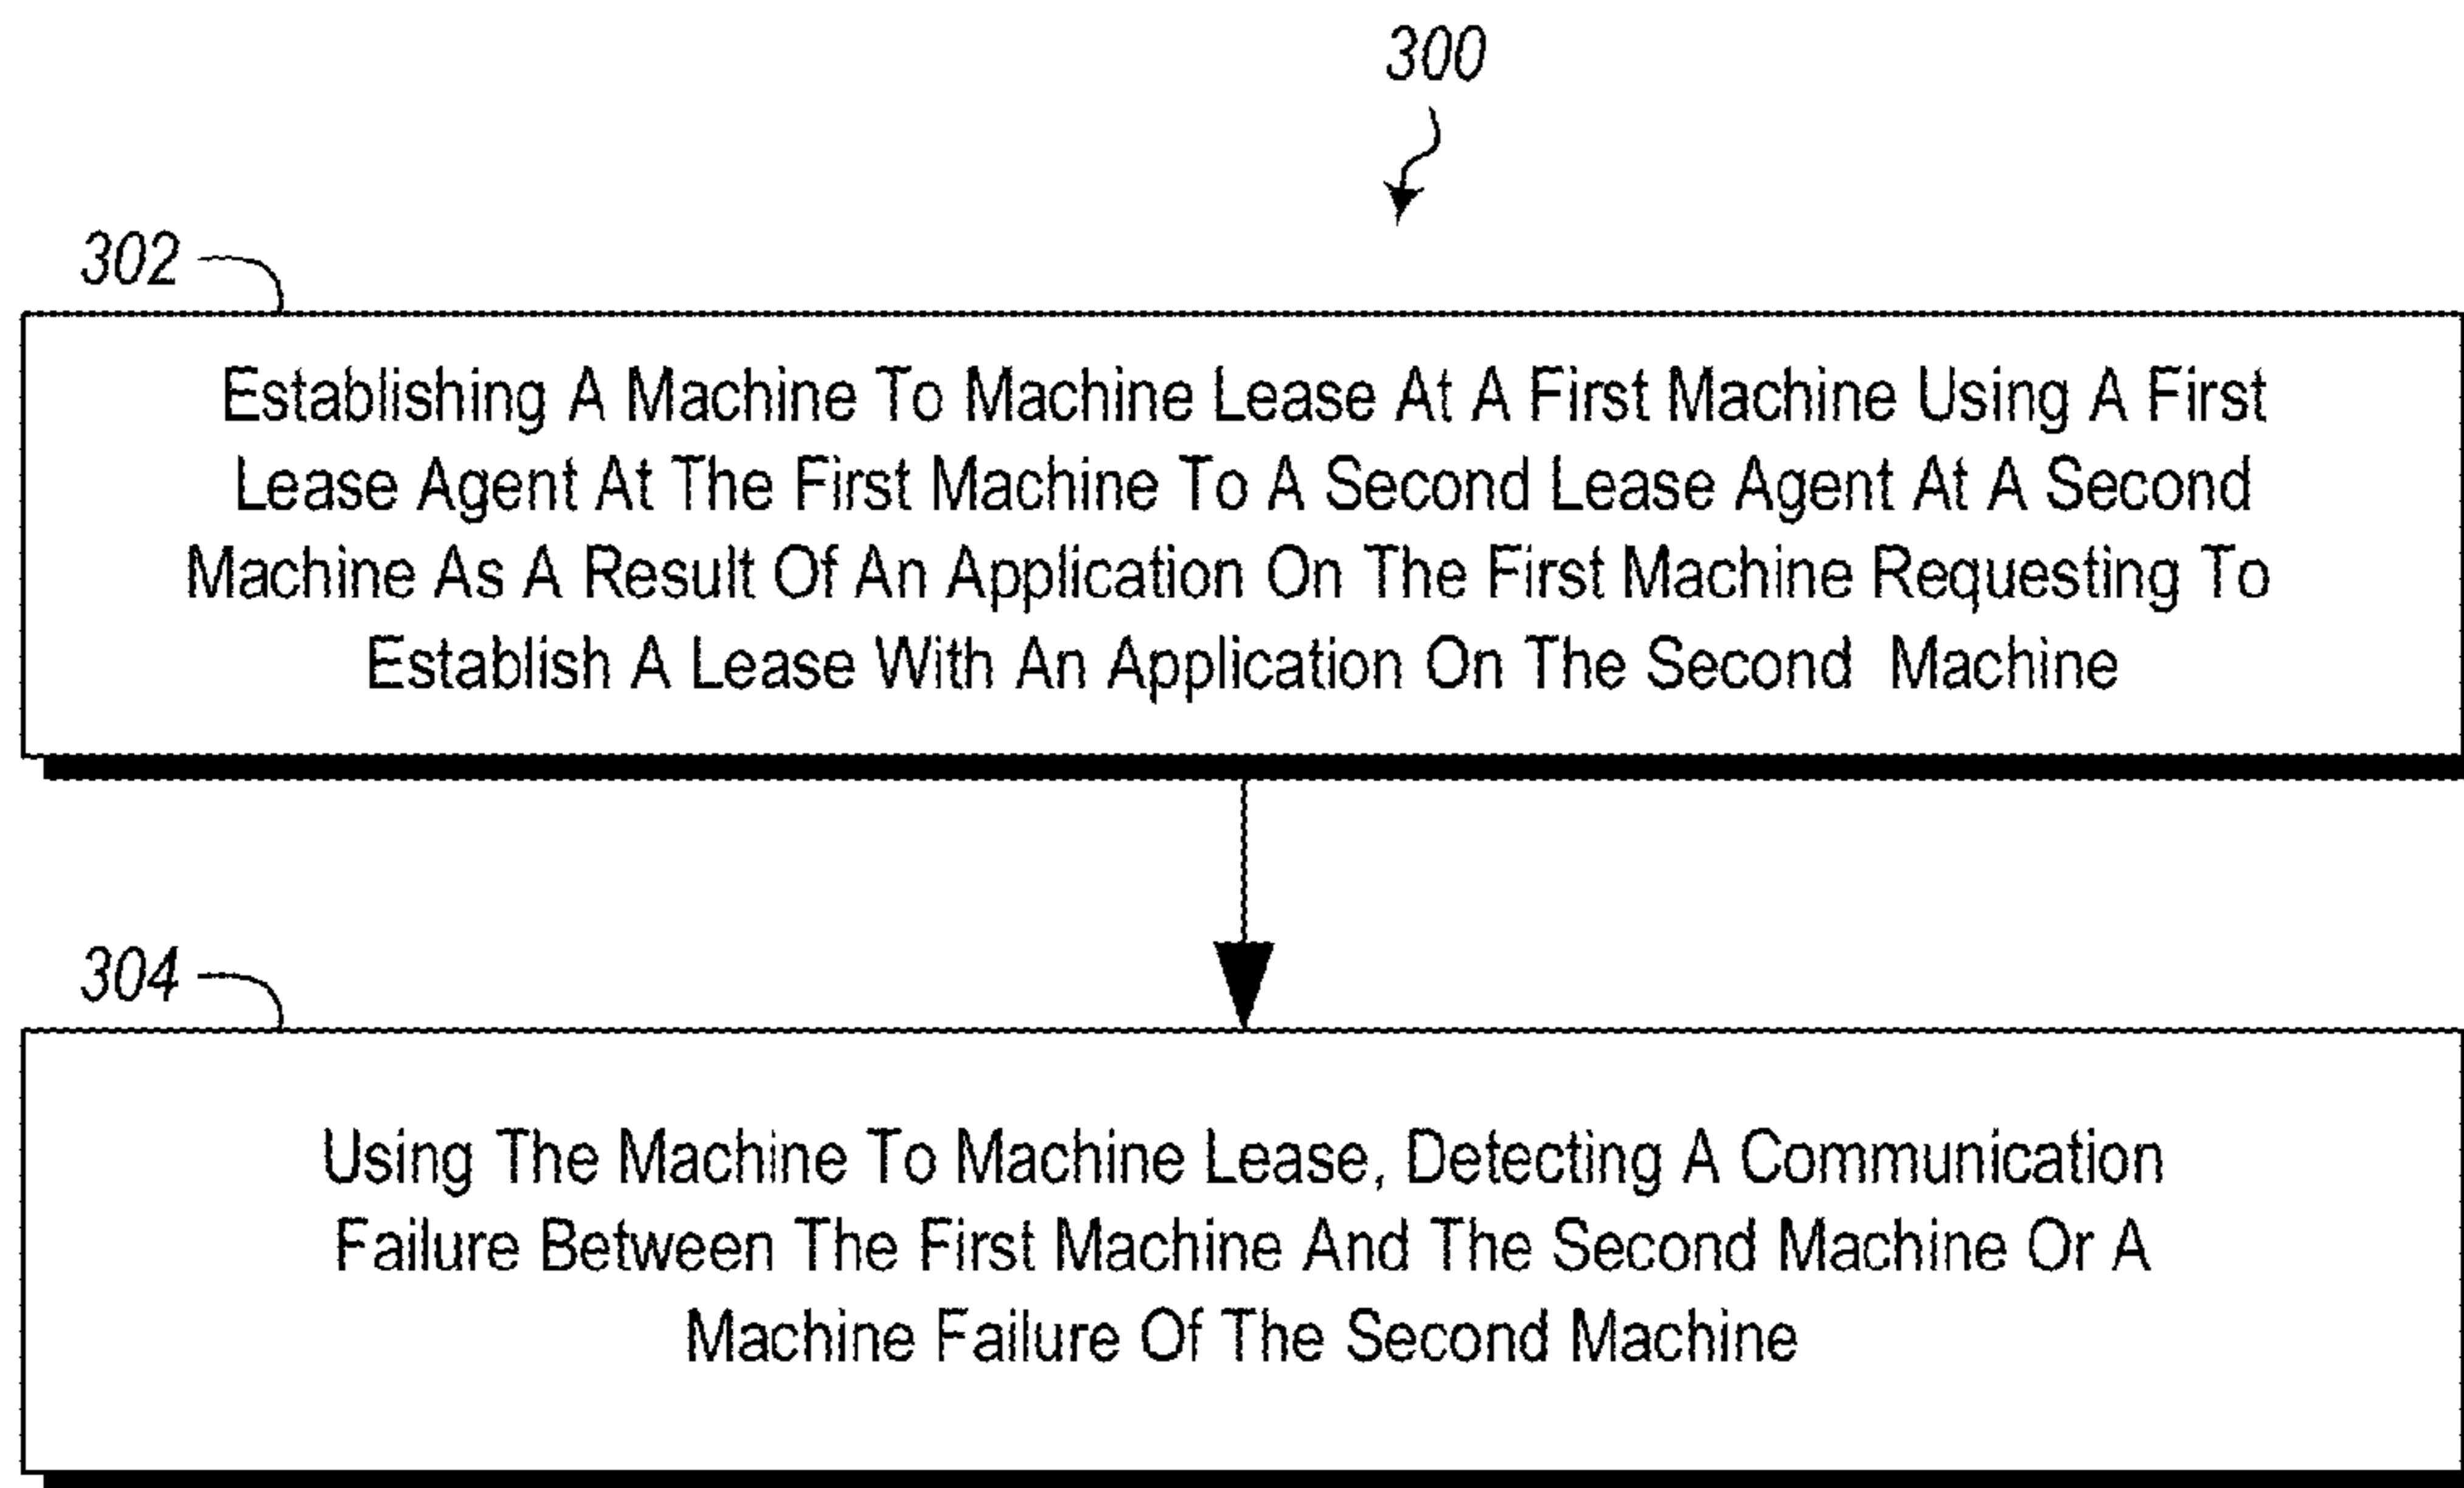 300
302
Establishing A Machine To Machine Lease At A First Machine Using A First
Lease Agent At The First Machine To A Second Lease Agent At A Second
Machine As A Result Of An Application On The First Machine Requesting To
Establish A Lease With An Application On The Second Machine
304
Using The Machine To Machine Lease, Detecting A Communication
Failure Between The First Machine And The Second Machine Or A
Machine Failure Of The Second Machine